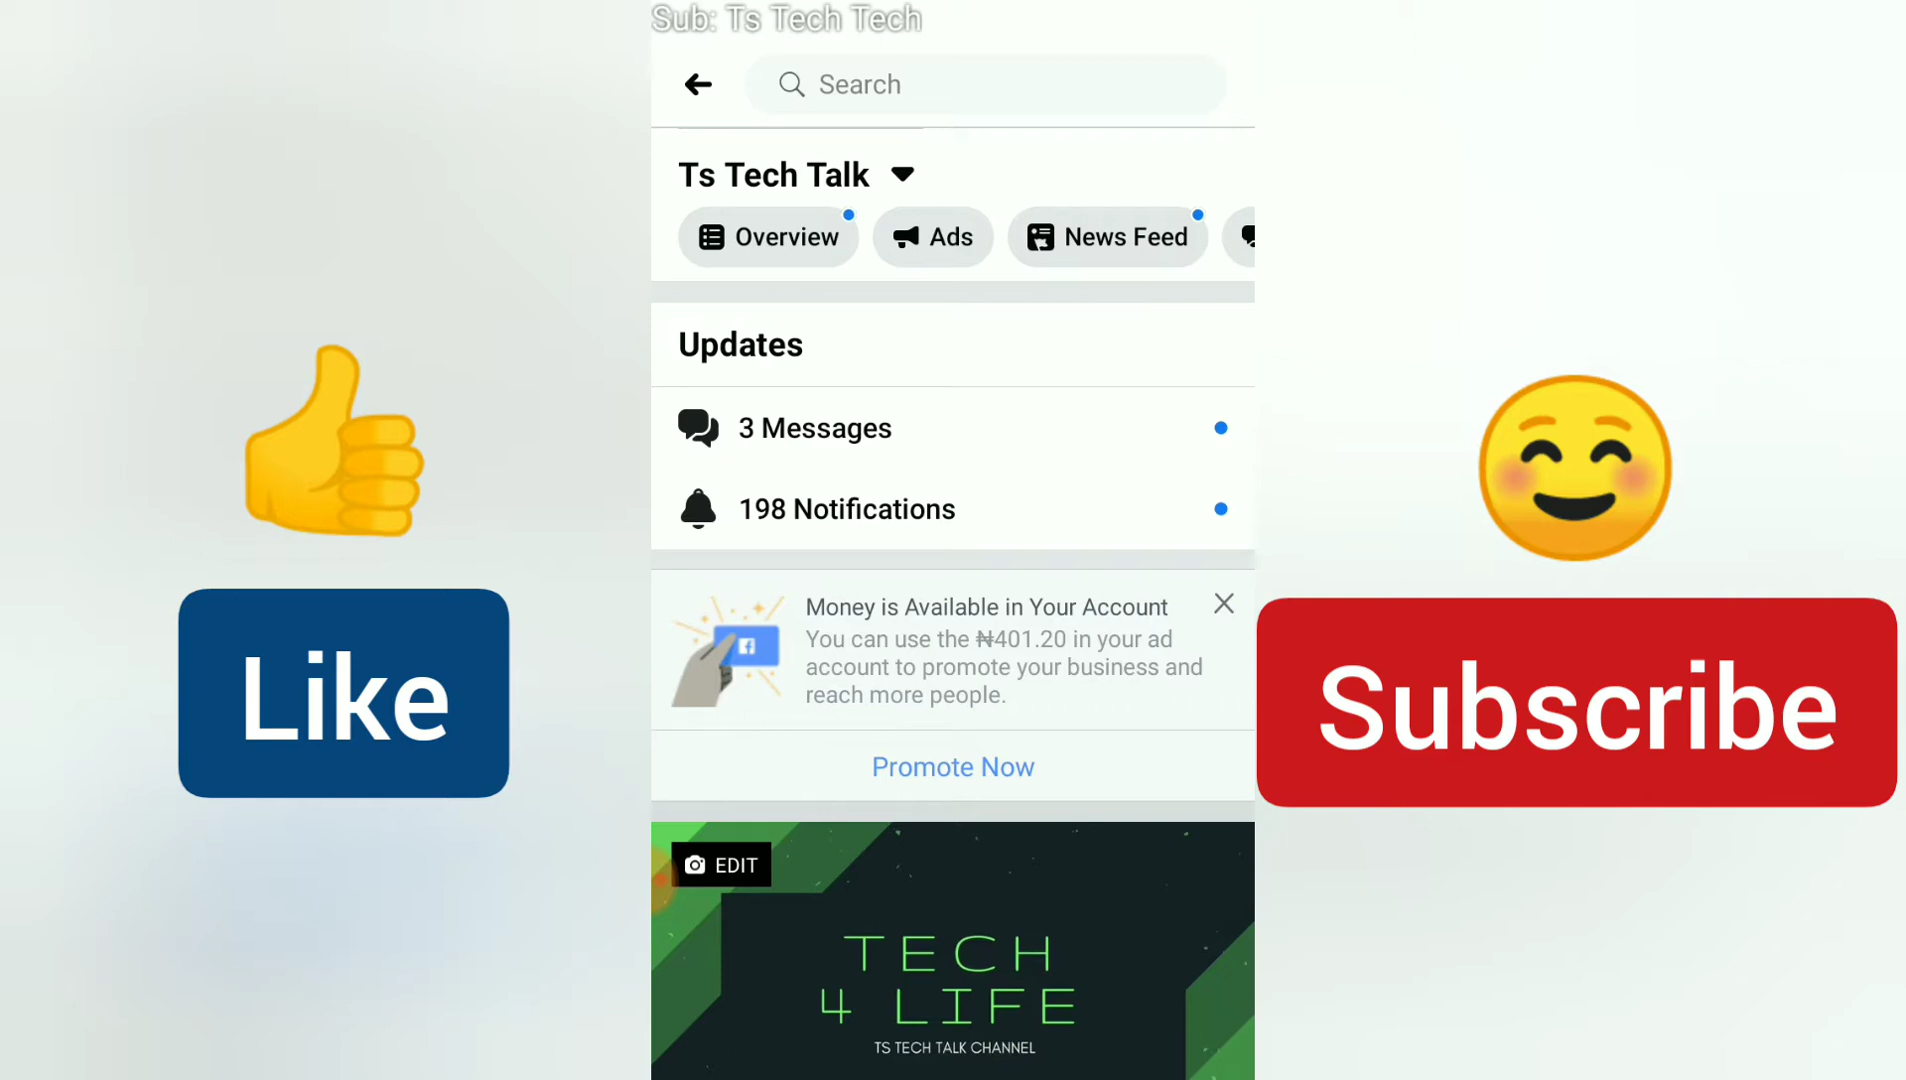 Sub: Ts Tech Tech
Search
Ts Tech Talk
Overview
Ads
News Feed
Updates
3 Messages
198 Notifications
Money is Available in Your Account
You can use the ₦401.20 in your ad
account to promote your business and
reach more people.
Promote Now
EDIT
TECH
4 LIFE
TS TECH TALK CHANNEL
Like
Subscribe